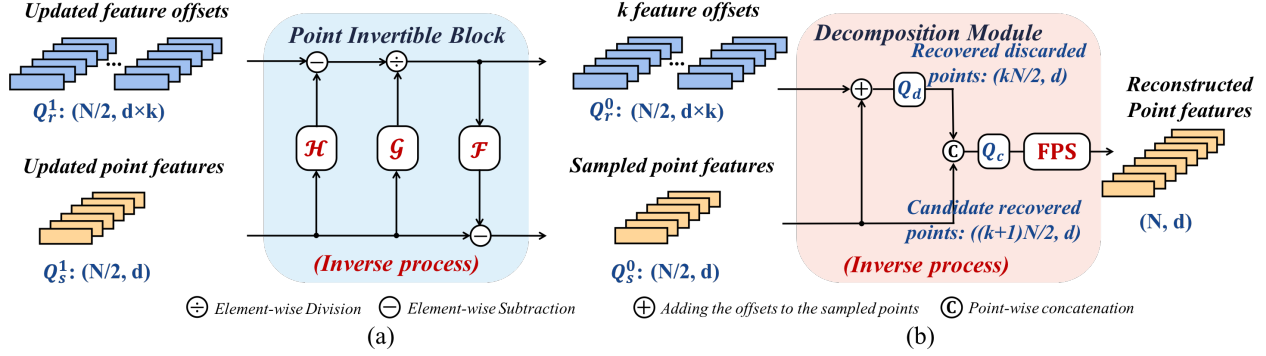 Updated feature offsets
...
Q_r^1: (N/2, d×k)
Updated point features
Q_s^1: (N/2, d)
Point Invertible Block
− ÷
ℋ 𝒢 ℱ
−
(Inverse process)
k feature offsets
...
Q_r^0: (N/2, d×k)
Sampled point features
Q_s^0: (N/2, d)
Decomposition Module
Recovered discarded
points: (kN/2, d)
+ Q_d
C Q_c FPS
Candidate recovered
points: ((k+1)N/2, d)
(Inverse process)
Reconstructed
Point features
(N, d)
÷ Element-wise Division − Element-wise Subtraction + Adding the offsets to the sampled points C Point-wise concatenation
(a) (b)